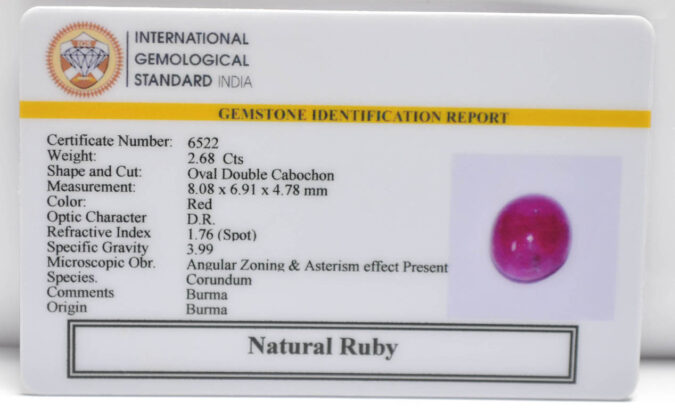 INTERNATIONAL
GEMOLOGICAL
STANDARD INDIA
GEMSTONE IDENTIFICATION REPORT
Certificate Number: 6522
Weight: 2.68 Cts
Shape and Cut: Oval Double Cabochon
Measurement: 8.08 x 6.91 x 4.78 mm
Color: Red
Optic Character D.R.
Refractive Index 1.76 (Spot)
Specific Gravity 3.99
Microscopic Obr. Angular Zoning & Asterism effect Present
Species. Corundum
Comments Burma
Origin Burma
Natural Ruby